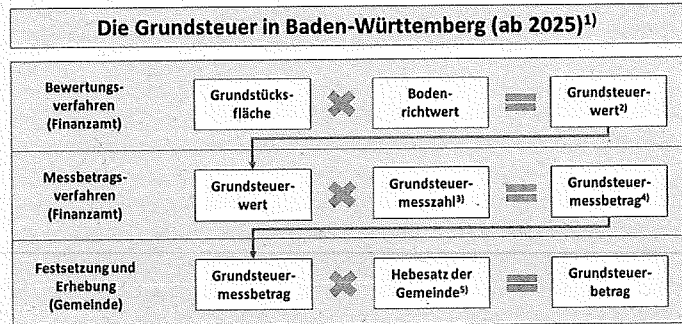 Die Grundsteuer in Baden-Württemberg (ab 2025)¹⁾
Bewertungs-
verfahren
(Finanzamt)
Grundstücks-
fläche
Boden-
richtwert
Grundsteuer-
wert²⁾
Messbetrags-
verfahren
(Finanzamt)
Grundsteuer-
wert
Grundsteuer-
messzahl³⁾
Grundsteuer-
messbetrag⁴⁾
Festsetzung und
Erhebung
(Gemeinde)
Grundsteuer-
messbetrag
Hebesatz der
Gemeinde⁵⁾
Grundsteuer-
betrag